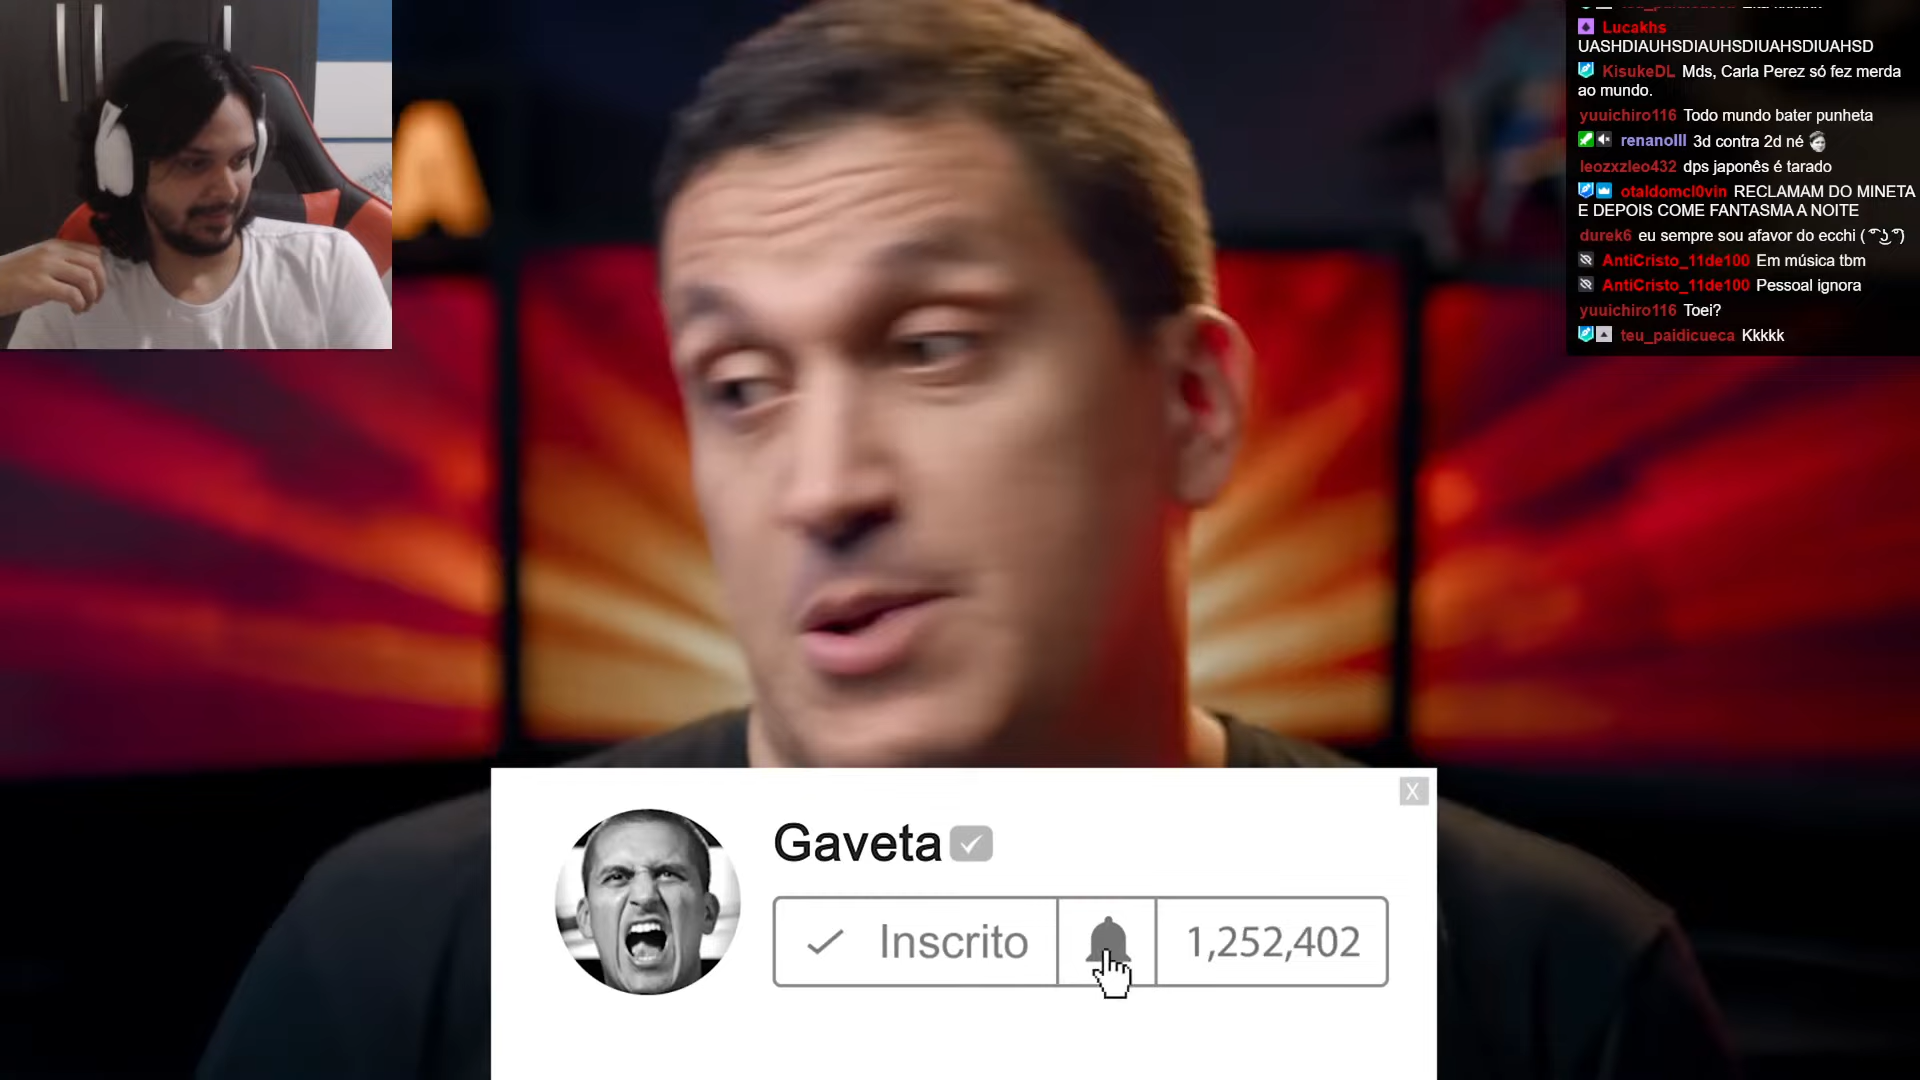 Lucakhs
UASHDIAUHSDIAUHSDIUAHSDIUAHSD
KisukeDL Mds, Carla Perez só fez merda
ao mundo.
yuuichiro116 Todo mundo bater punheta
renanolll 3d contra 2d né
leozxzleo432 dps japonês é tarado
otaldomcl0vin RECLAMAM DO MINETA
E DEPOIS COME FANTASMA A NOITE
durek6 eu sempre sou afavor do ecchi ( ͡° ͜ʖ ͡°)
AntiCristo_11de100 Em música tbm
AntiCristo_11de100 Pessoal ignora
yuuichiro116 Toei?
teu_paidicueca Kkkkk
A
X
Gaveta
Inscrito
1,252,402